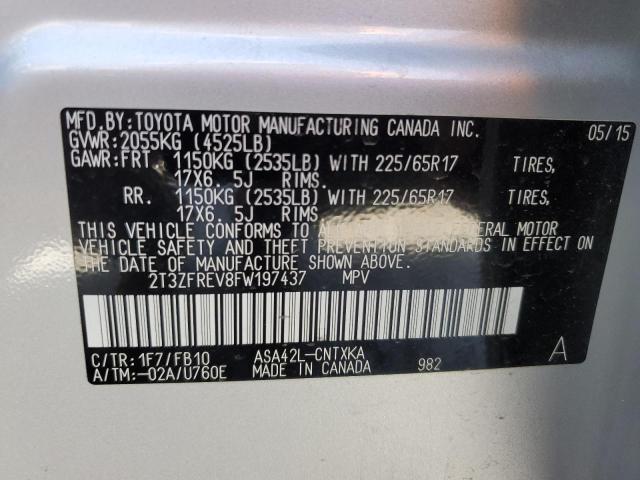 MFD.BY:TOYOTA MOTOR MANUFACTURING CANADA INC. 05/15
GVWR:2055KG (4525LB)
GAWR:FRT 1150KG (2535LB) WITH 225/65R17 TIRES,
17X6.5J RIMS.
RR. 1150KG (2535LB) WITH 225/65R17 TIRES,
17X6.5J RIMS.
THIS VEHICLE CONFORMS TO ALL FEDERAL MOTOR
VEHICLE SAFETY AND THEFT PREVENTION STANDARDS IN EFFECT ON
THE DATE OF MANUFACTURE SHOWN ABOVE.
2T3ZFREV8FW197437 MPV
C/TR:1F7/FB10 ASA42L-CNTXKA A
A/TM:-02A/U760E MADE IN CANADA 982